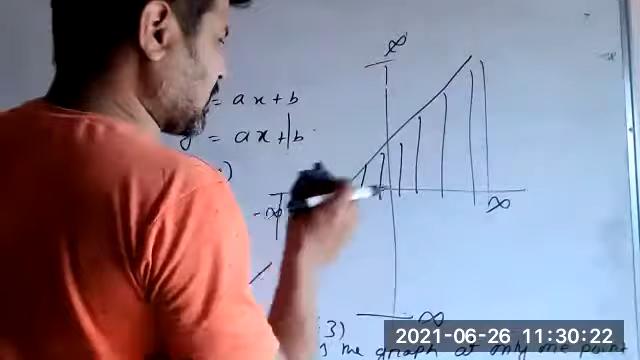 ∞
= ax+b
y = ax+b
)
-∞
∞
∞
3)
the graph at only one point
2021-06-26 11:30:22